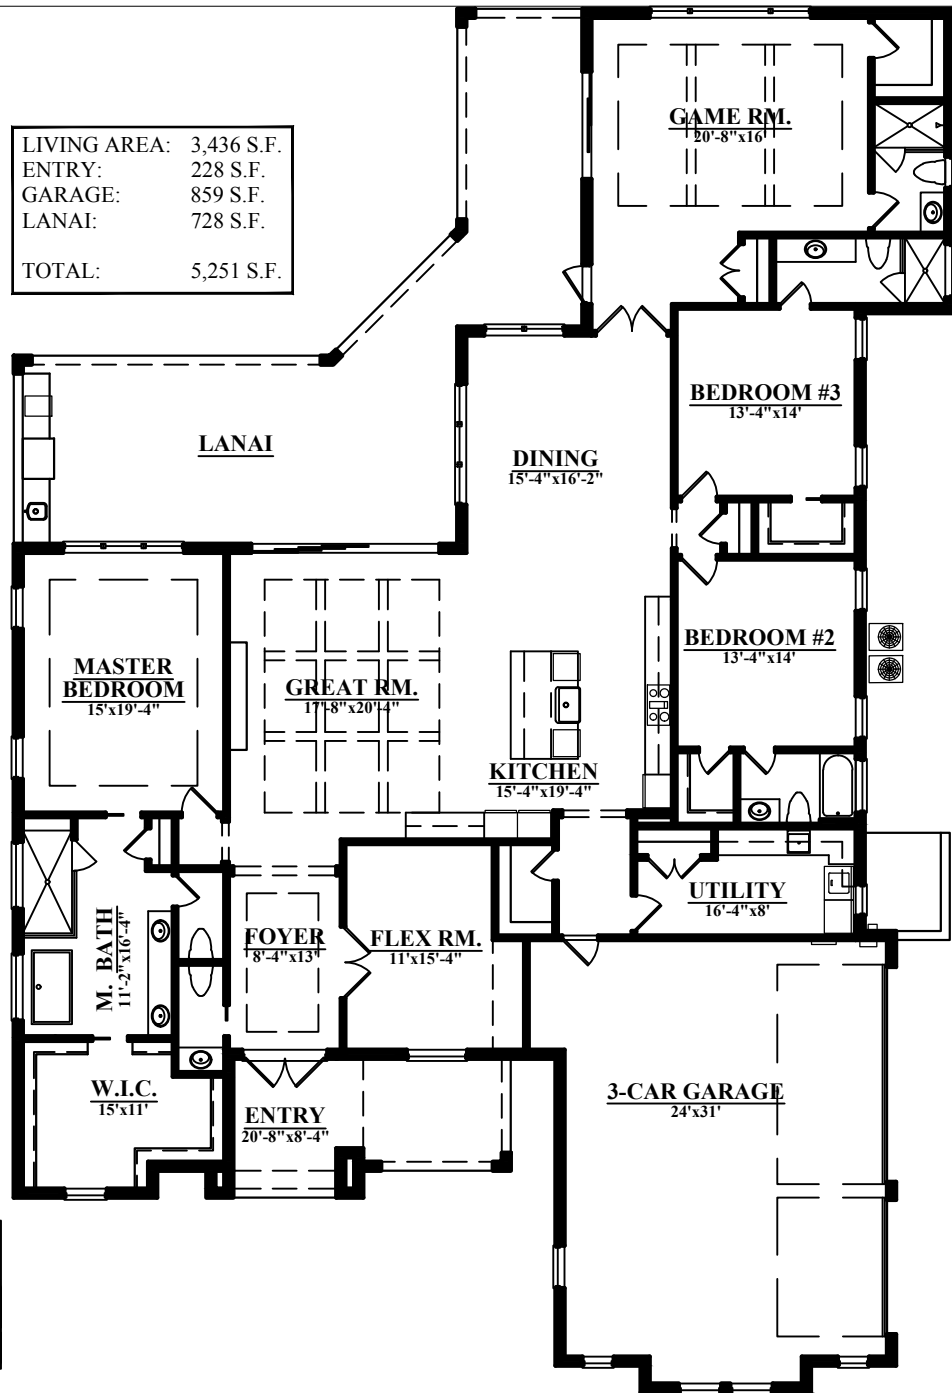 LIVING AREA: 3,436 S.F.
ENTRY: 228 S.F.
GARAGE: 859 S.F.
LANAI: 728 S.F.
TOTAL: 5,251 S.F.
GAME RM.
20'-8"x16'
BEDROOM #3
13'-4"x14'
LANAI
DINING
15'-4"x16'-2"
BEDROOM #2
13'-4"x14'
MASTER
BEDROOM
15'x19'-4"
GREAT RM.
17'-8"x20'-4"
KITCHEN
15'-4"x19'-4"
UTILITY
16'-4"x8'
M. BATH
11'-2"x16'-4"
FOYER
8'-4"x13'
FLEX RM.
11'x15'-4"
W.I.C.
15'x11'
ENTRY
20'-8"x8'-4"
3-CAR GARAGE
24'x31'